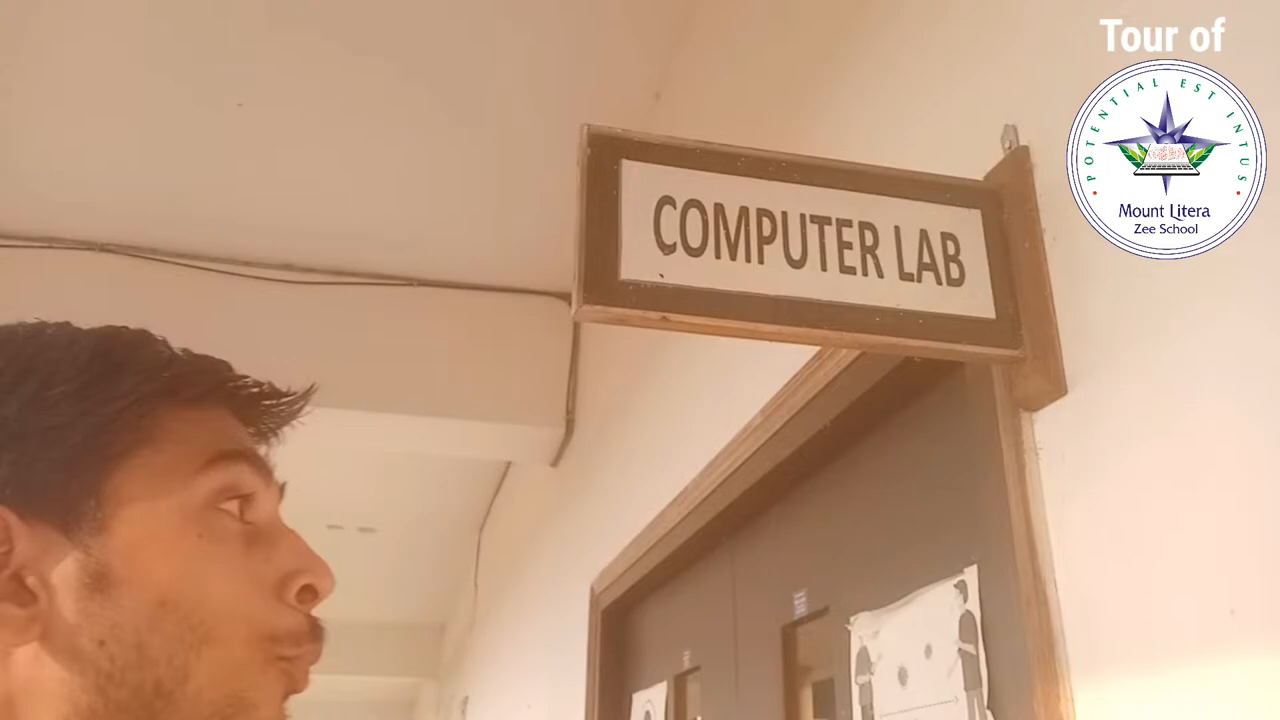 Tour of
POTENTIAL EST INTUS
Mount Litera
Zee School
COMPUTER LAB